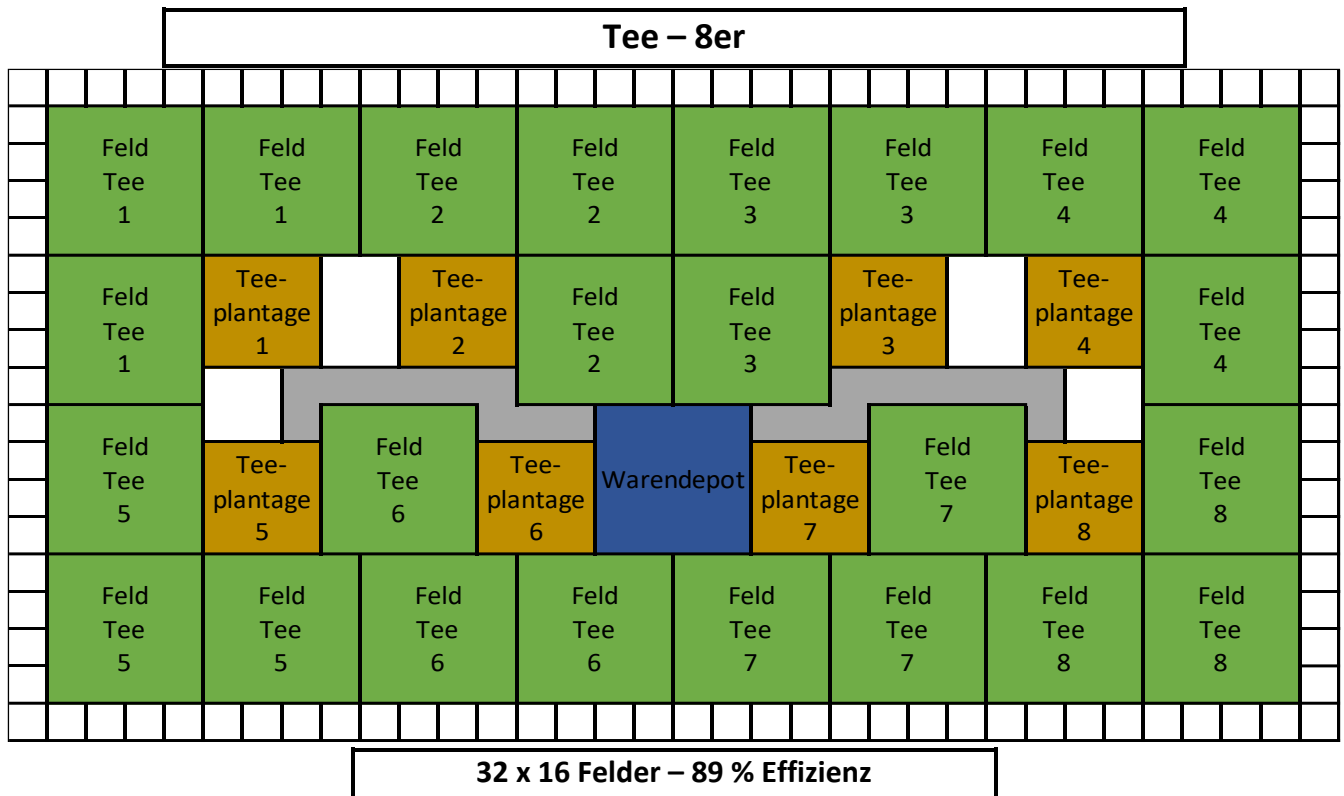 Tee – 8er
Feld
Tee
1
Feld
Tee
1
Feld
Tee
2
Feld
Tee
2
Feld
Tee
3
Feld
Tee
3
Feld
Tee
4
Feld
Tee
4
Feld
Tee
1
Tee-
plantage
1
Tee-
plantage
2
Feld
Tee
2
Feld
Tee
3
Tee-
plantage
3
Tee-
plantage
4
Feld
Tee
4
Feld
Tee
5
Tee-
plantage
5
Feld
Tee
6
Tee-
plantage
6
Warendepot
Tee-
plantage
7
Feld
Tee
7
Tee-
plantage
8
Feld
Tee
8
Feld
Tee
5
Feld
Tee
5
Feld
Tee
6
Feld
Tee
6
Feld
Tee
7
Feld
Tee
7
Feld
Tee
8
Feld
Tee
8
32 x 16 Felder – 89 % Effizienz